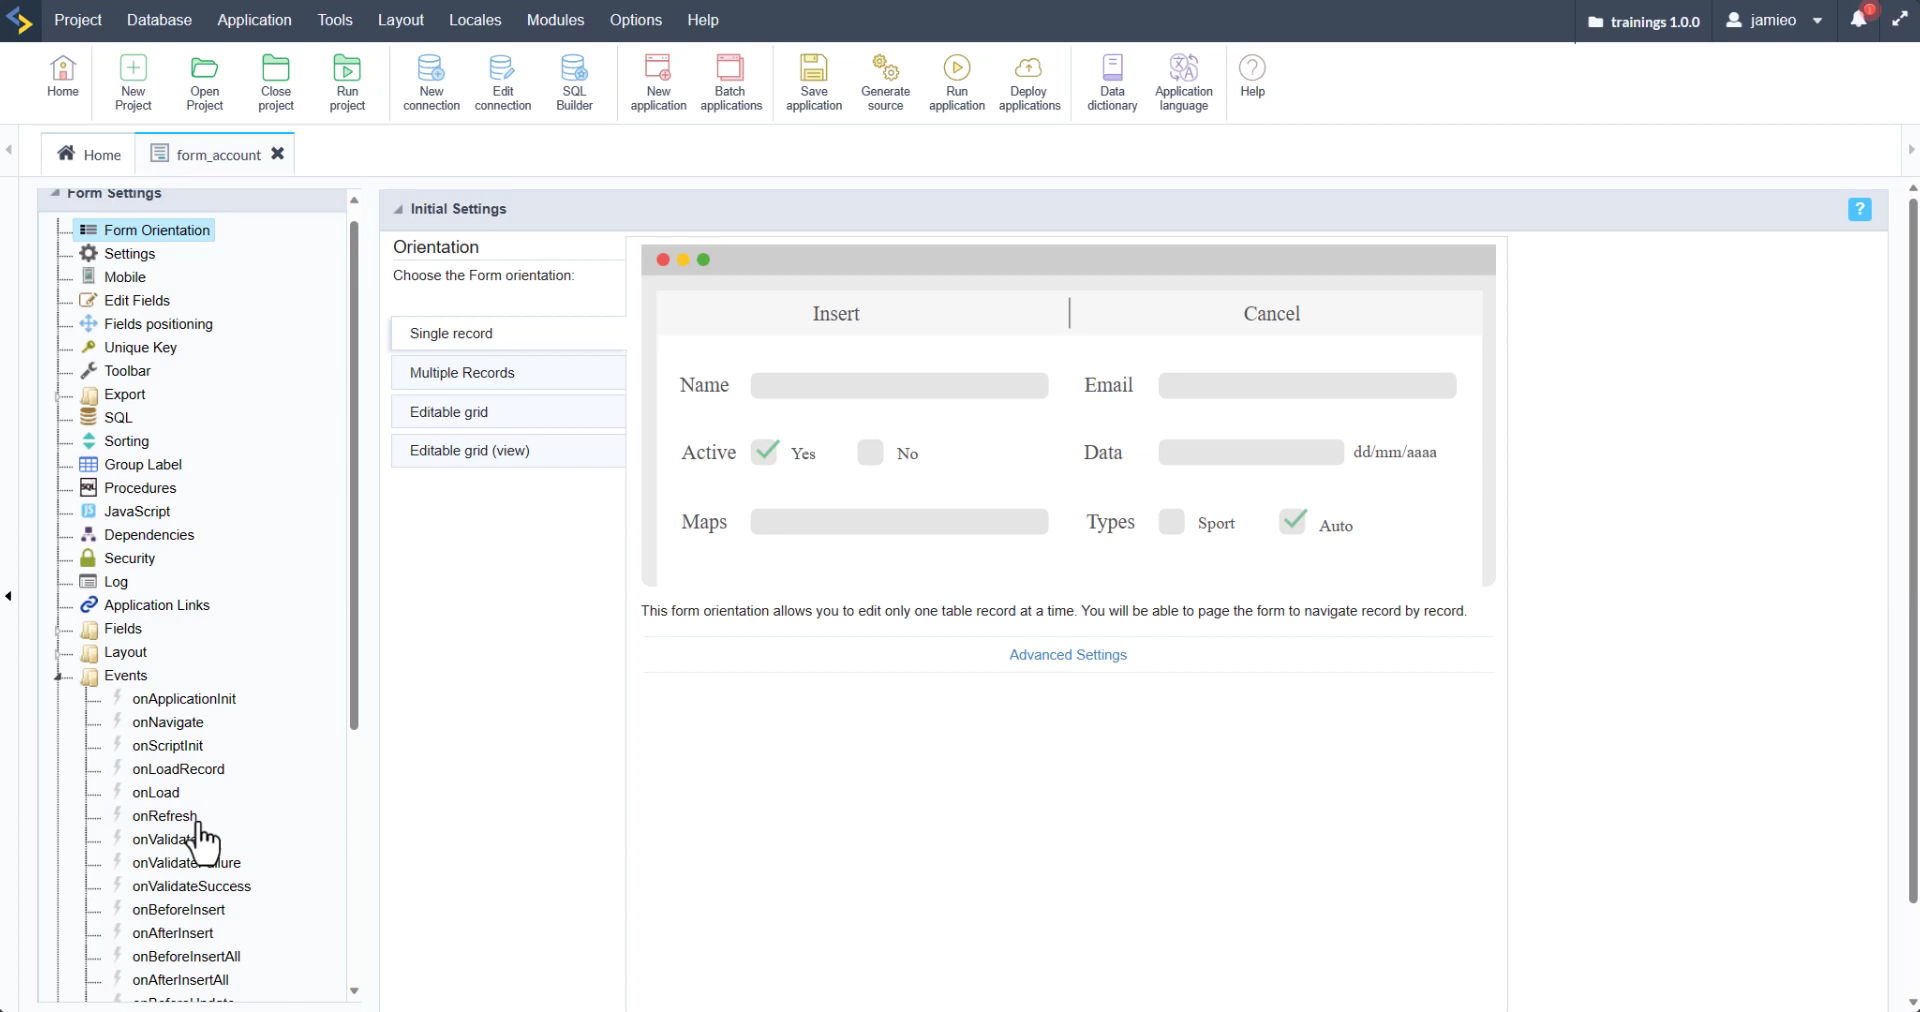 Project Database Application Tools Layout Locales Modules Options Help trainings 1.0.0 jamieo 1
Home
New Project
Open Project
Close project
Run project
New connection
Edit connection
SQL Builder
New application
Batch applications
Save application
Generate source
Run application
Deploy applications
Data dictionary
Application language
Help
Home form_account
Form Settings
Form Orientation
Settings
Mobile
Edit Fields
Fields positioning
Unique Key
Toolbar
Export
SQL
Sorting
Group Label
Procedures
JavaScript
Dependencies
Security
Log
Application Links
Fields
Layout
Events
onApplicationInit
onNavigate
onScriptInit
onLoadRecord
onLoad
onRefresh
onValidate
onValidateSuccess
onBeforeInsert
onAfterInsert
onBeforeInsertAll
onAfterInsertAll
Initial Settings ?
Orientation
Choose the Form orientation:
Single record
Multiple Records
Editable grid
Editable grid (view)
Insert Cancel
Name Email
Active Yes No Data dd/mm/aaaa
Maps Types Sport Auto
This form orientation allows you to edit only one table record at a time. You will be able to page the form to navigate record by record.
Advanced Settings